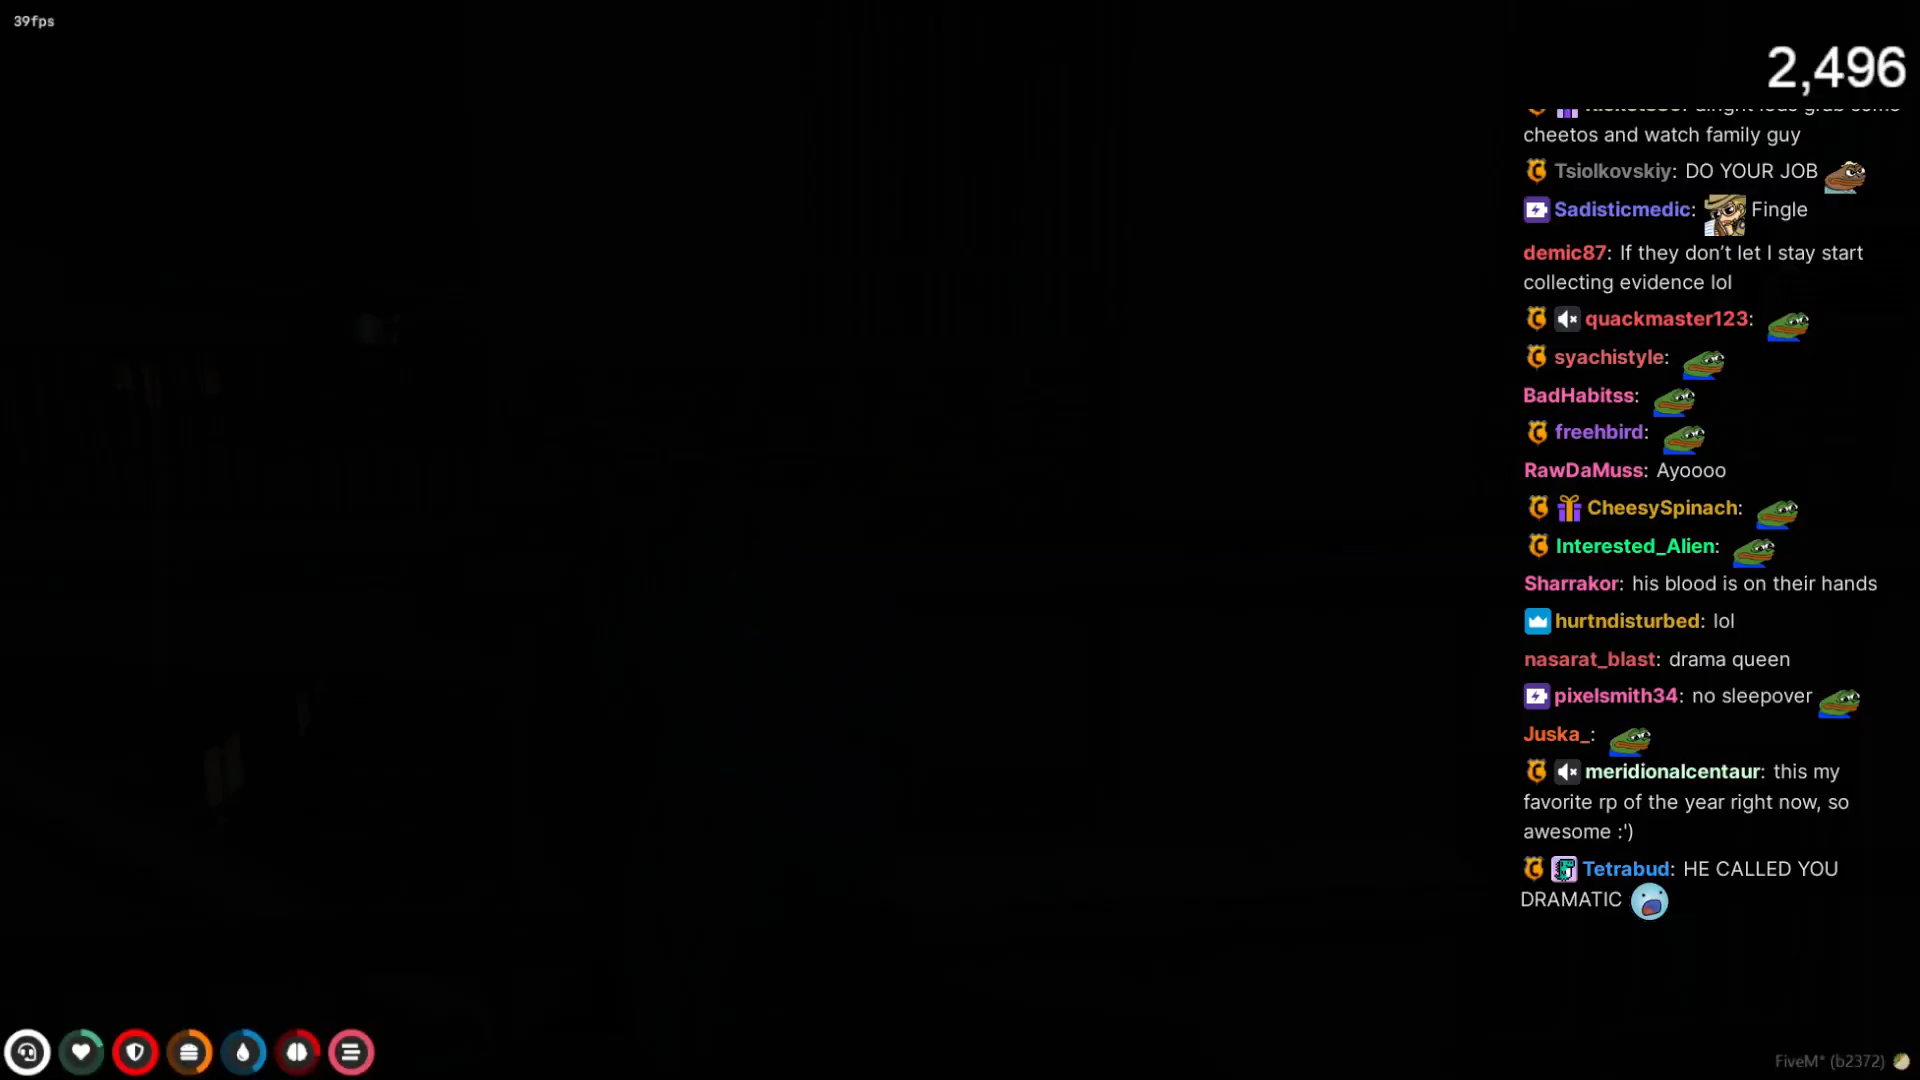 39fps
2,496
cheetos and watch family guy
Tsiolkovskiy: DO YOUR JOB
Sadisticmedic: Fingle
demic87: If they don’t let I stay start
collecting evidence lol
quackmaster123:
syachistyle:
BadHabitss:
freehbird:
RawDaMuss: Ayoooo
CheesySpinach:
Interested_Alien:
Sharrakor: his blood is on their hands
hurtndisturbed: lol
nasarat_blast: drama queen
pixelsmith34: no sleepover
Juska_:
meridionalcentaur: this my
favorite rp of the year right now, so
awesome :')
Tetrabud: HE CALLED YOU
DRAMATIC
FiveM* (b2372)